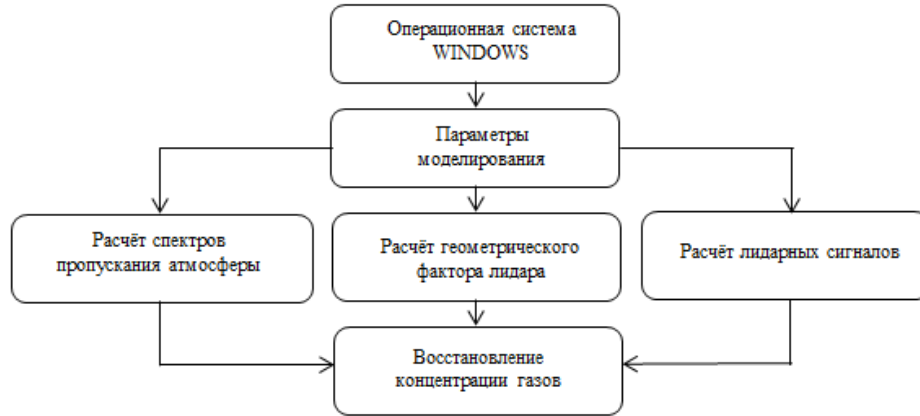 Операционная система
WINDOWS
Параметры
моделирования
Расчёт спектров
пропускания атмосферы
Расчёт геометрического
фактора лидара
Расчёт лидарных сигналов
Восстановление
концентрации газов